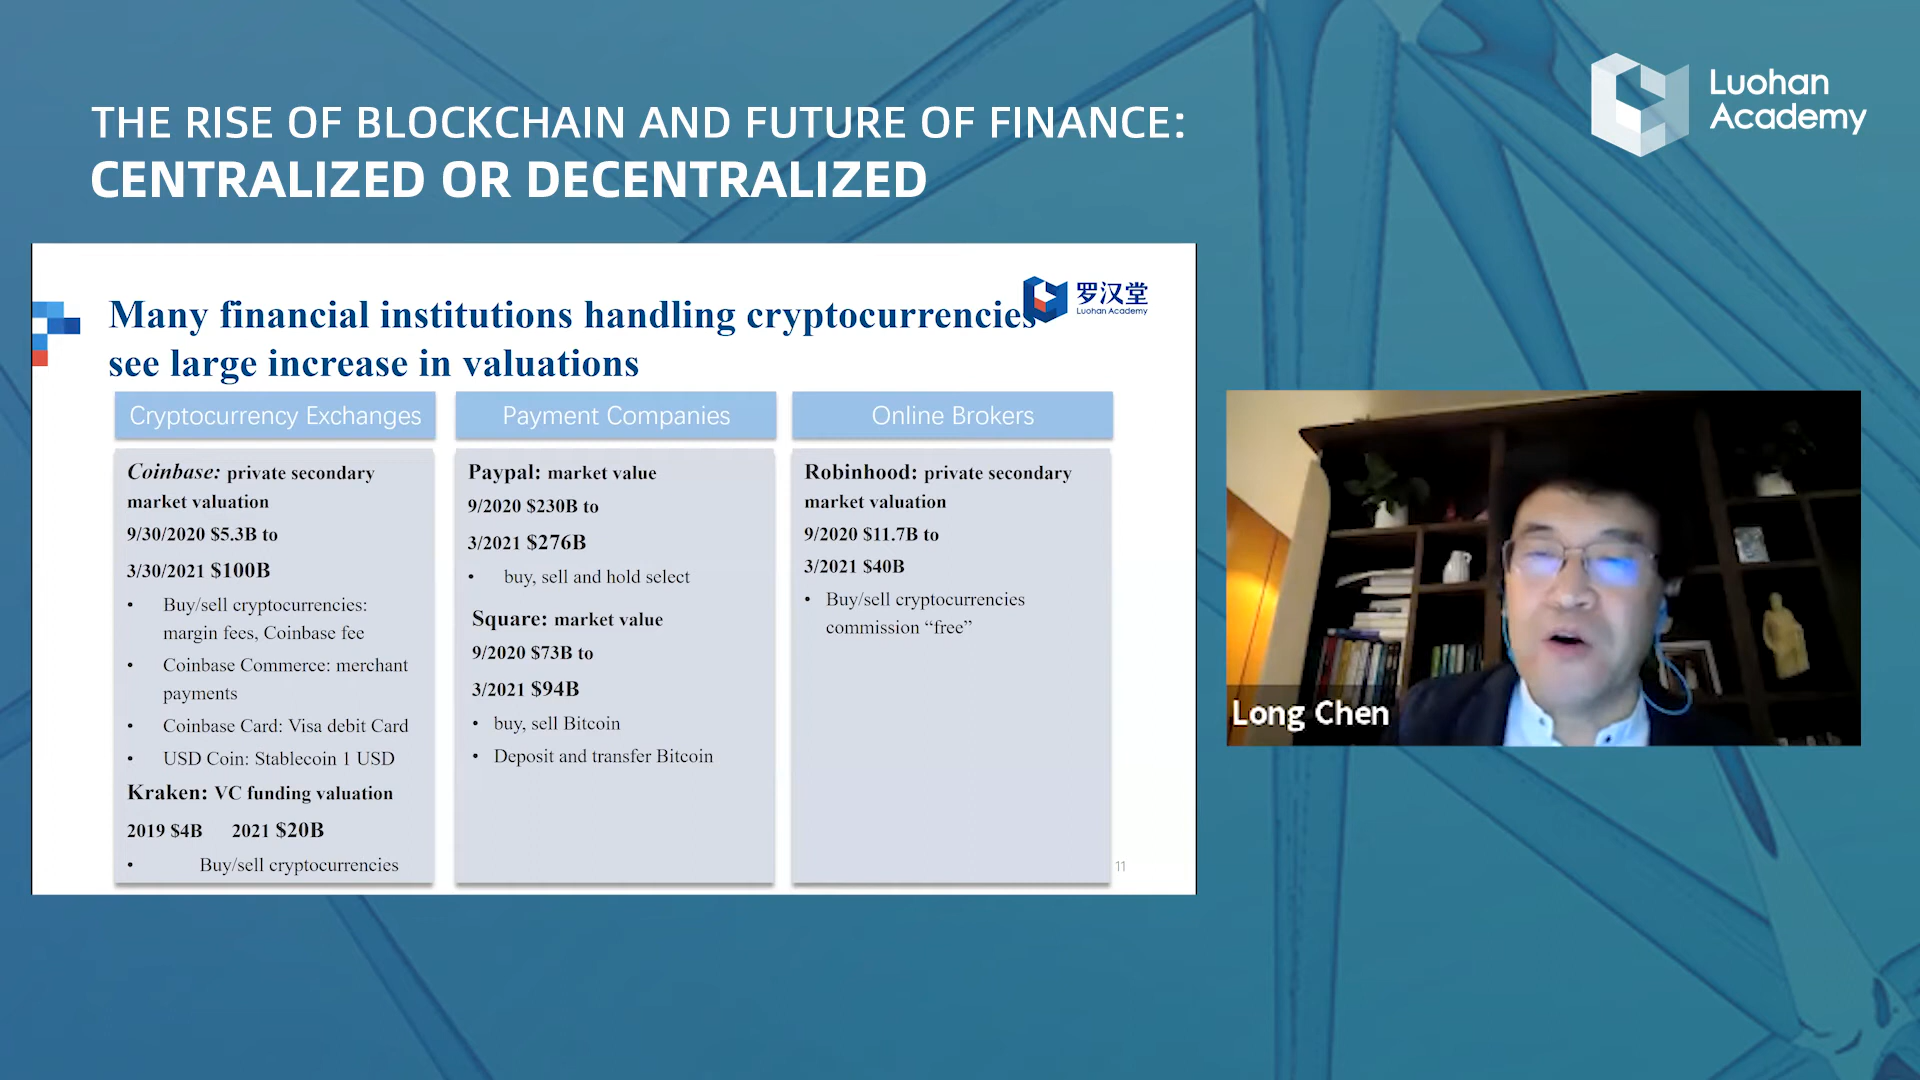 THE RISE OF BLOCKCHAIN AND FUTURE OF FINANCE:
CENTRALIZED OR DECENTRALIZED
Luohan
Academy
Many financial institutions handling cryptocurrencies
see large increase in valuations
罗汉堂
Luohan Academy
Cryptocurrency Exchanges
Coinbase: private secondary
market valuation
9/30/2020 $5.3B to
3/30/2021 $100B
• Buy/sell cryptocurrencies:
margin fees, Coinbase fee
• Coinbase Commerce: merchant
payments
• Coinbase Card: Visa debit Card
• USD Coin: Stablecoin 1 USD
Kraken: VC funding valuation
2019 $4B 2021 $20B
• Buy/sell cryptocurrencies
Payment Companies
Paypal: market value
9/2020 $230B to
3/2021 $276B
• buy, sell and hold select
Square: market value
9/2020 $73B to
3/2021 $94B
• buy, sell Bitcoin
• Deposit and transfer Bitcoin
Online Brokers
Robinhood: private secondary
market valuation
9/2020 $11.7B to
3/2021 $40B
• Buy/sell cryptocurrencies
commission “free”
11
Long Chen